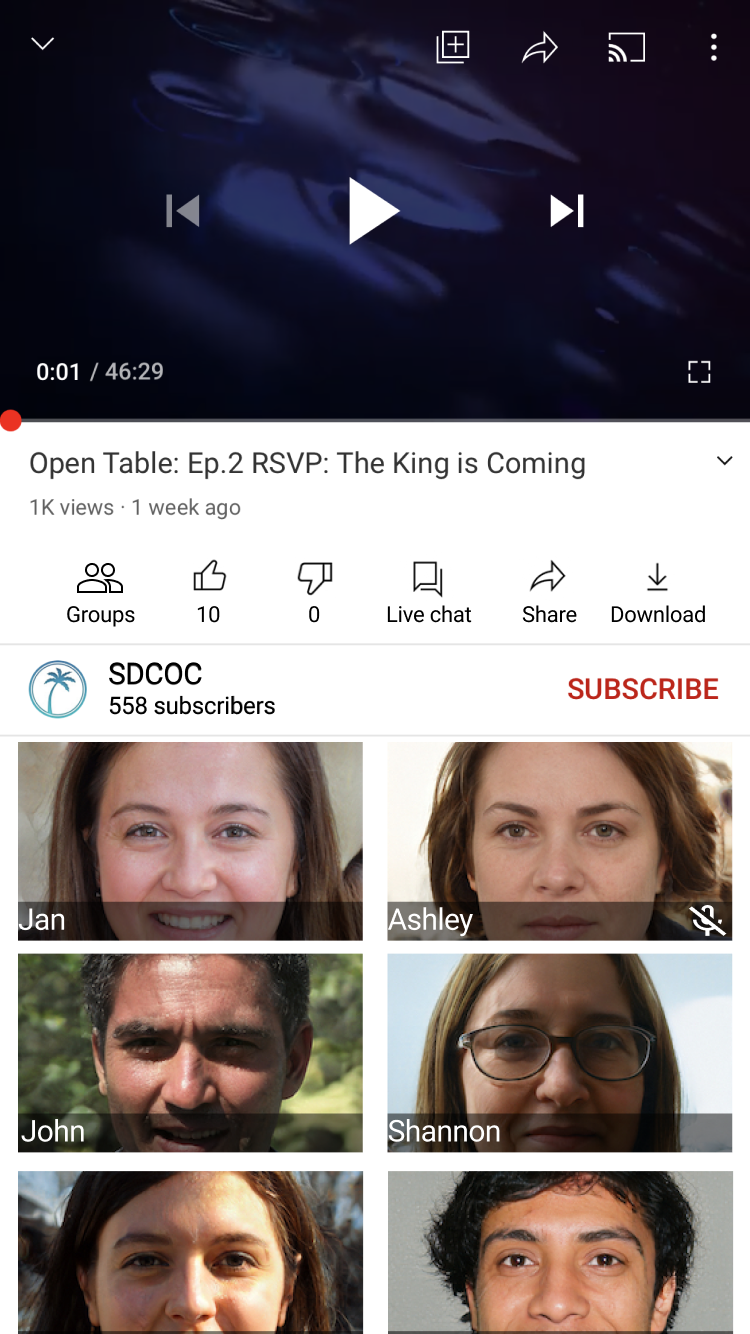 0:01 / 46:29
Open Table: Ep.2 RSVP: The King is Coming
1K views · 1 week ago
Groups
10
0
Live chat
Share
Download
SDCOC
558 subscribers
SUBSCRIBE
Jan
Ashley
John
Shannon